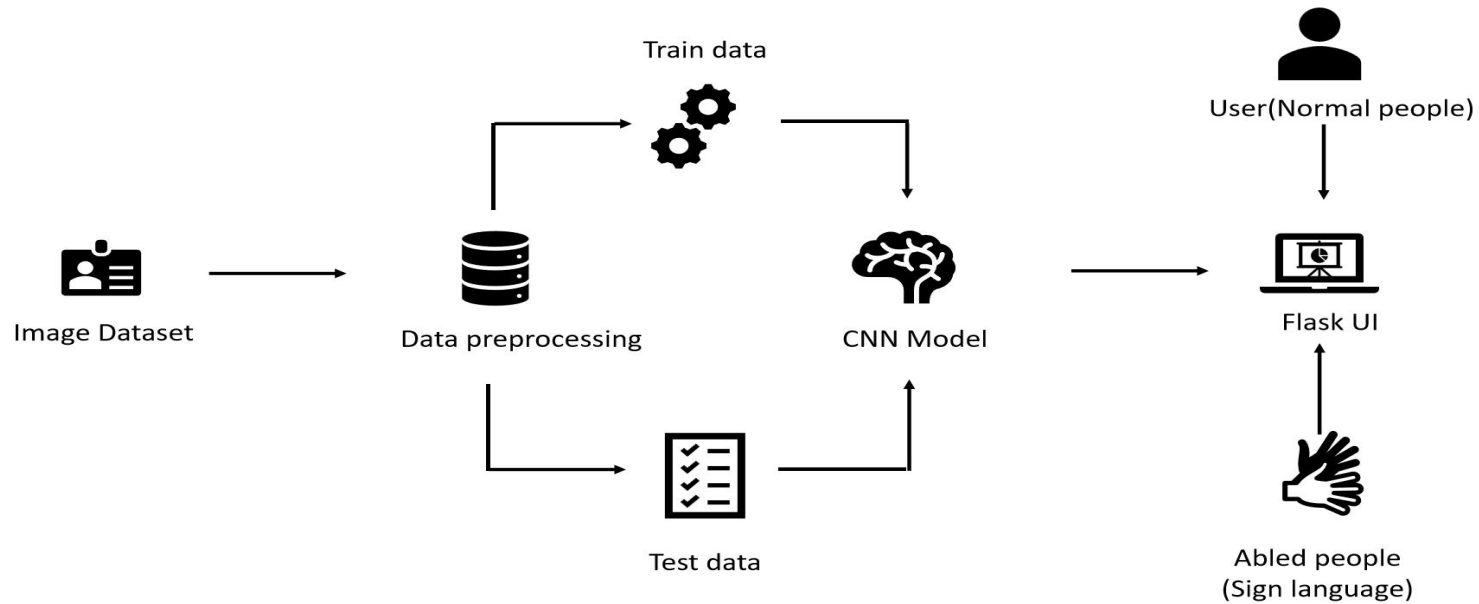 Train data
User(Normal people)
Image Dataset
Data preprocessing
CNN Model
Flask UI
Test data
Abled people
(Sign language)